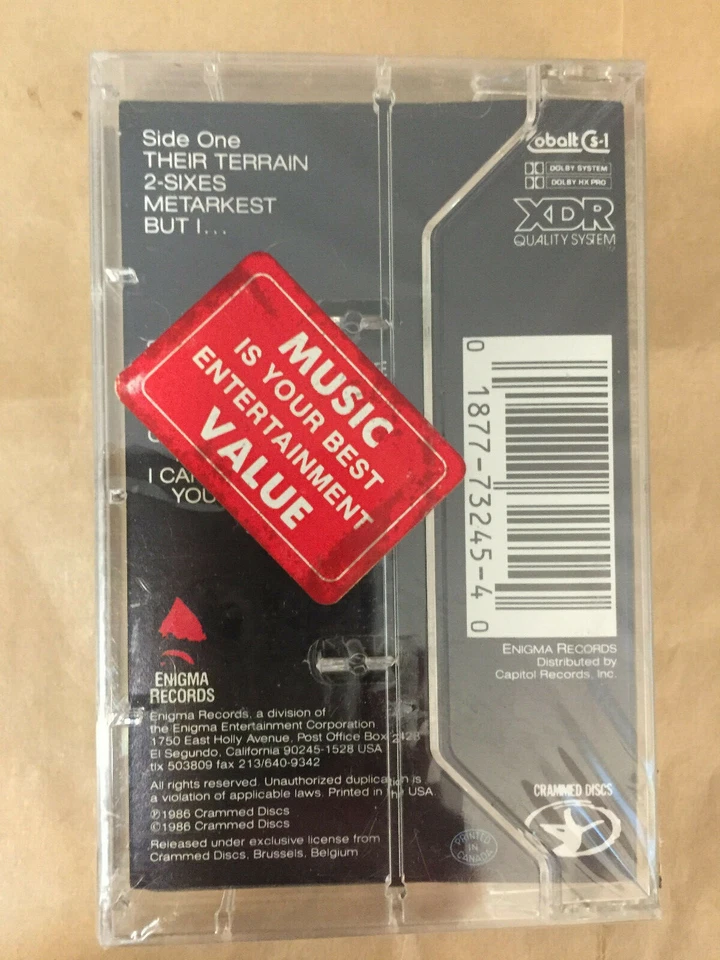 Side One
THEIR TERRAIN
2-SIXES
METARKEST
BUT I...
obalt S-1
DOLBY SYSTEM
DOLBY HX PRO
XDR
QUALITY SYSTEM
MUSIC
IS YOUR BEST
ENTERTAINMENT
VALUE
I CA
YOU
0 1877-73245-4 0
ENIGMA RECORDS
Distributed by
Capitol Records, Inc.
ENIGMA
RECORDS
Enigma Records, a division of
the Enigma Entertainment Corporation
1750 East Holly Avenue, Post Office Box 2428
El Segundo, California 90245-1528 USA
tlx 503809 fax 213/640-9342
All rights reserved. Unauthorized duplication is
a violation of applicable laws. Printed in the USA
℗1986 Crammed Discs
©1986 Crammed Discs
Released under exclusive license from
Crammed Discs, Brussels, Belgium
CRAMMED DISCS
PRINTED
IN
CANADA